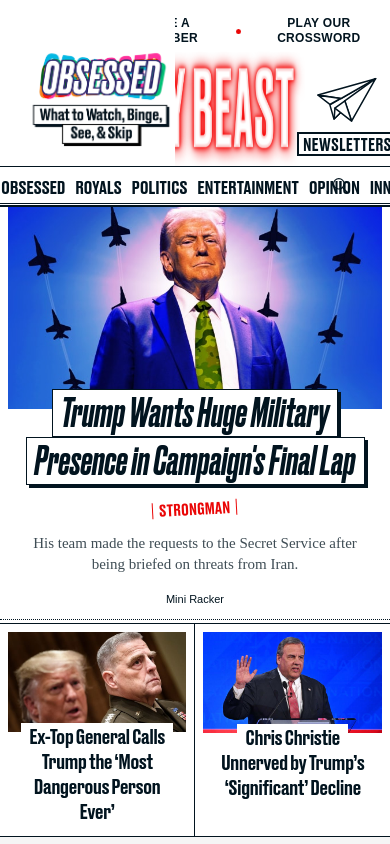 PLAY OUR
CROSSWORD
OBSESSED
What to Watch, Binge,
See, & Skip
BEAST
NEWSLETTERS
OBSESSED ROYALS POLITICS ENTERTAINMENT OPINION INN
Trump Wants Huge Military
Presence in Campaign's Final Lap
STRONGMAN
His team made the requests to the Secret Service after
being briefed on threats from Iran.
Mini Racker
Ex-Top General Calls
Trump the ‘Most
Dangerous Person
Ever’
Chris Christie
Unnerved by Trump’s
‘Significant’ Decline